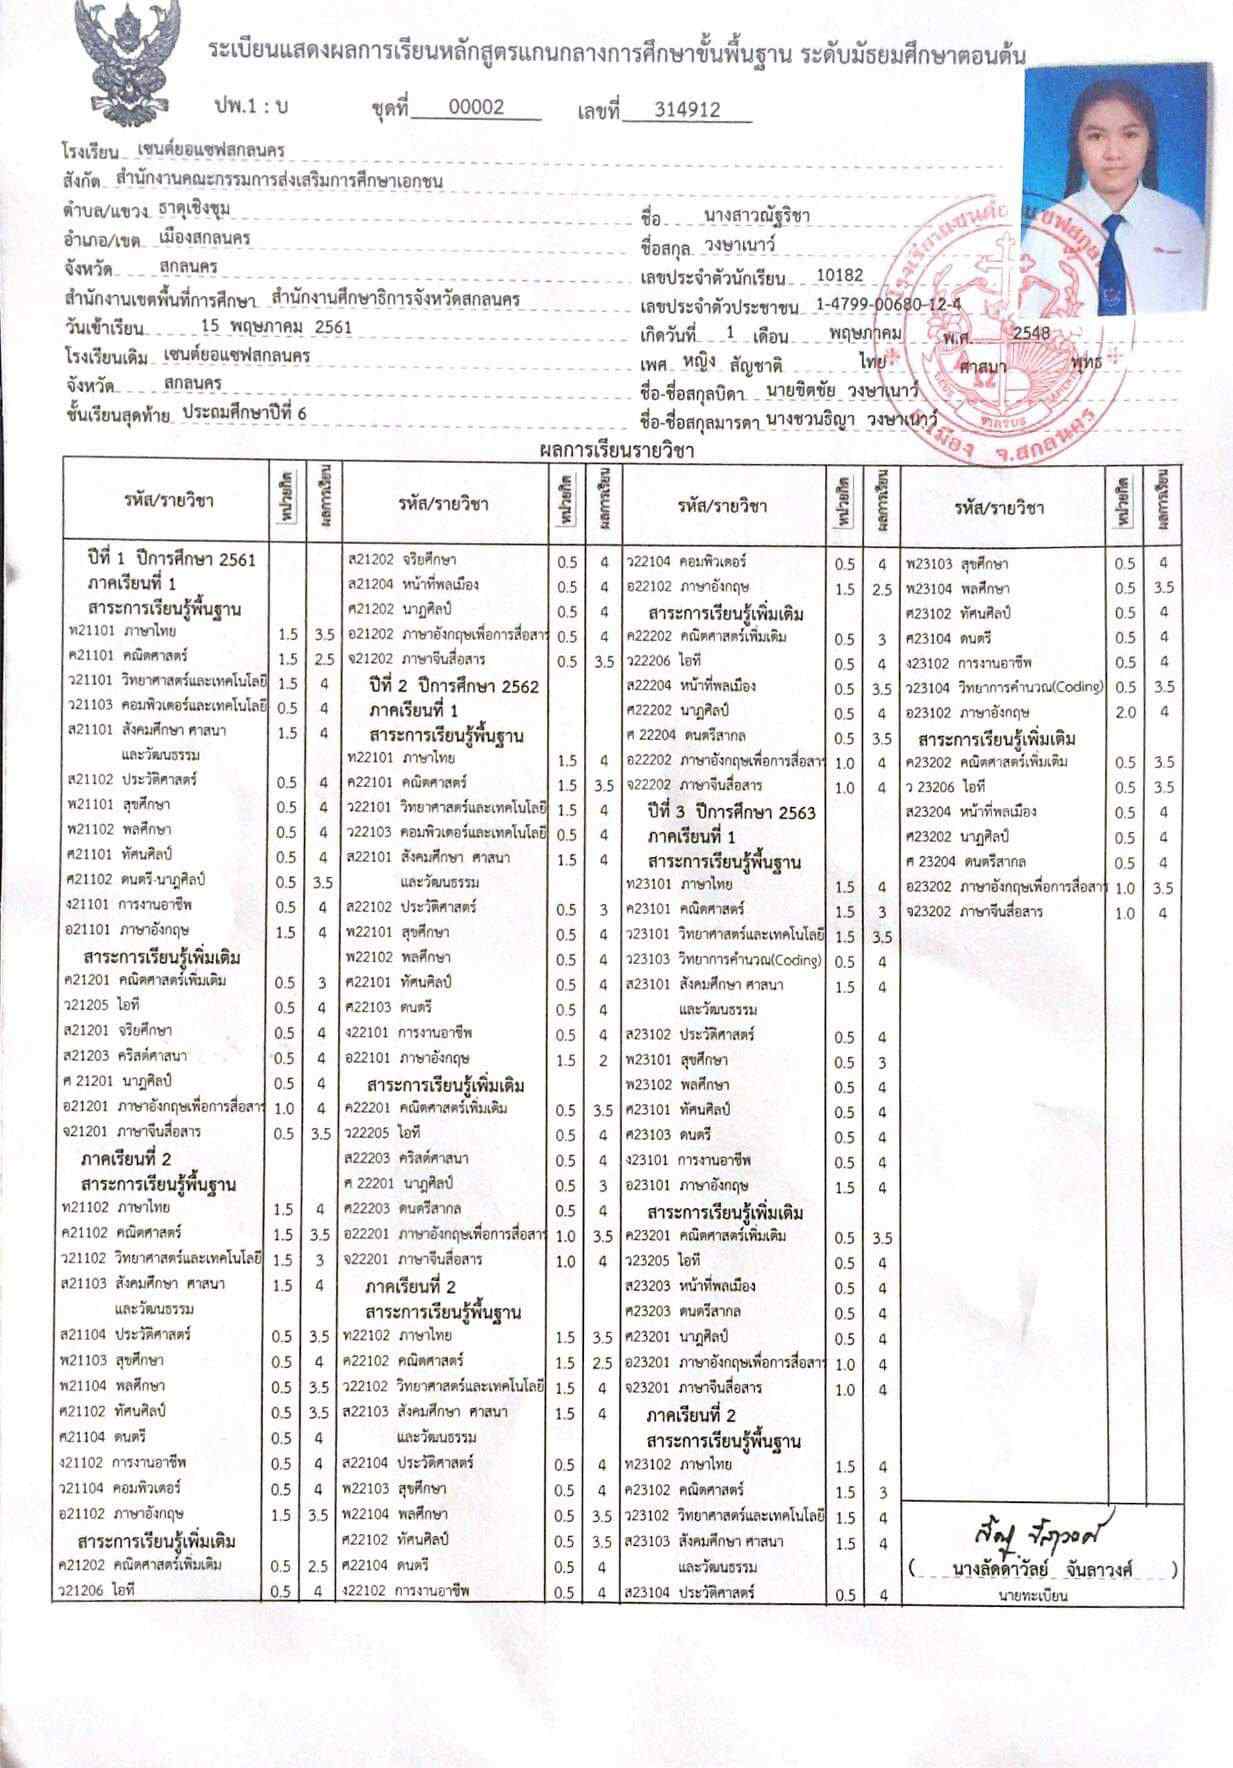 ระเบียนแสดงผลการเรียนหลักสูตรแกนกลางการศึกษาขั้นพื้นฐาน ระดับมัธยมศึกษาตอนต้น
ปพ.1 : บ ชุดที่ 00002 เลขที่ 314912
โรงเรียน เซนต์ยอแซฟสกลนคร
สังกัด สำนักงานคณะกรรมการส่งเสริมการศึกษาเอกชน
ตำบล/แขวง ธาตุเชิงชุม
อำเภอ/เขต เมืองสกลนคร
จังหวัด สกลนคร
สำนักงานเขตพื้นที่การศึกษา สำนักงานศึกษาธิการจังหวัดสกลนคร
วันเข้าเรียน 15 พฤษภาคม 2561
โรงเรียนเดิม เซนต์ยอแซฟสกลนคร
จังหวัด สกลนคร
ชั้นเรียนสุดท้าย ประถมศึกษาปีที่ 6
ชื่อ นางสาวณัฐริชา
ชื่อสกุล วงษาเนาว์
เลขประจำตัวนักเรียน 10182
เลขประจำตัวประชาชน 1-4799-00680-12-4
เกิดวันที่ 1 เดือน พฤษภาคม พ.ศ. 2548
เพศ หญิง สัญชาติ ไทย ศาสนา พุทธ
ชื่อ-ชื่อสกุลบิดา นายชิตชัย วงษาเนาว์
ชื่อ-ชื่อสกุลมารดา นางชวนธิญา วงษาเนาว์
อ.เมือง จ.สกลนคร
ผลการเรียนรายวิชา
รหัส/รายวิชา หน่วยกิต ผลการเรียน
ปีที่ 1 ปีการศึกษา 2561
ภาคเรียนที่ 1
สาระการเรียนรู้พื้นฐาน
ท21101 ภาษาไทย 1.5 3.5
ค21101 คณิตศาสตร์ 1.5 2.5
ว21101 วิทยาศาสตร์และเทคโนโลยี 1.5 4
ว21103 คอมพิวเตอร์และเทคโนโลยี 0.5 4
ส21101 สังคมศึกษา ศาสนา 1.5 4
และวัฒนธรรม
ส21102 ประวัติศาสตร์ 0.5 4
พ21101 สุขศึกษา 0.5 4
พ21102 พลศึกษา 0.5 4
ศ21101 ทัศนศิลป์ 0.5 4
ศ21102 ดนตรี-นาฏศิลป์ 0.5 3.5
ง21101 การงานอาชีพ 0.5 4
อ21101 ภาษาอังกฤษ 1.5 4
สาระการเรียนรู้เพิ่มเติม
ค21201 คณิตศาสตร์เพิ่มเติม 0.5 3
ว21205 ไอที 0.5 4
ส21201 จริยศึกษา 0.5 4
ส21203 คริสต์ศาสนา 0.5 4
ศ 21201 นาฏศิลป์ 0.5 4
อ21201 ภาษาอังกฤษเพื่อการสื่อสาร 1.0 4
จ21201 ภาษาจีนสื่อสาร 0.5 3.5
ภาคเรียนที่ 2
สาระการเรียนรู้พื้นฐาน
ท21102 ภาษาไทย 1.5 4
ค21102 คณิตศาสตร์ 1.5 3.5
ว21102 วิทยาศาสตร์และเทคโนโลยี 1.5 3
ส21103 สังคมศึกษา ศาสนา 1.5 4
และวัฒนธรรม
ส21104 ประวัติศาสตร์ 0.5 3.5
พ21103 สุขศึกษา 0.5 4
พ21104 พลศึกษา 0.5 3.5
ศ21102 ทัศนศิลป์ 0.5 3.5
ศ21104 ดนตรี 0.5 4
ง21102 การงานอาชีพ 0.5 4
ว21104 คอมพิวเตอร์ 0.5 4
อ21102 ภาษาอังกฤษ 1.5 3.5
สาระการเรียนรู้เพิ่มเติม
ค21202 คณิตศาสตร์เพิ่มเติม 0.5 2.5
ว21206 ไอที 0.5 4
รหัส/รายวิชา หน่วยกิต ผลการเรียน
ส21202 จริยศึกษา 0.5 4
ส21204 หน้าที่พลเมือง 0.5 4
ศ21202 นาฏศิลป์ 0.5 4
อ21202 ภาษาอังกฤษเพื่อการสื่อสาร 0.5 4
จ21202 ภาษาจีนสื่อสาร 0.5 3.5
ปีที่ 2 ปีการศึกษา 2562
ภาคเรียนที่ 1
สาระการเรียนรู้พื้นฐาน
ท22101 ภาษาไทย 1.5 4
ค22101 คณิตศาสตร์ 1.5 3.5
ว22101 วิทยาศาสตร์และเทคโนโลยี 1.5 4
ว22103 คอมพิวเตอร์และเทคโนโลยี 0.5 4
ส22101 สังคมศึกษา ศาสนา 1.5 4
และวัฒนธรรม
ส22102 ประวัติศาสตร์ 0.5 3
พ22101 สุขศึกษา 0.5 4
พ22102 พลศึกษา 0.5 4
ศ22101 ทัศนศิลป์ 0.5 4
ศ22103 ดนตรี 0.5 4
ง22101 การงานอาชีพ 0.5 4
อ22101 ภาษาอังกฤษ 1.5 2
สาระการเรียนรู้เพิ่มเติม
ค22201 คณิตศาสตร์เพิ่มเติม 0.5 3.5
ว22205 ไอที 0.5 4
ส22203 คริสต์ศาสนา 0.5 4
ศ 22201 นาฏศิลป์ 0.5 3
ศ22203 ดนตรีสากล 0.5 4
อ22201 ภาษาอังกฤษเพื่อการสื่อสาร 1.0 3.5
จ22201 ภาษาจีนสื่อสาร 1.0 4
ภาคเรียนที่ 2
สาระการเรียนรู้พื้นฐาน
ท22102 ภาษาไทย 1.5 3.5
ค22102 คณิตศาสตร์ 1.5 2.5
ว22102 วิทยาศาสตร์และเทคโนโลยี 1.5 4
ส22103 สังคมศึกษา ศาสนา 1.5 4
และวัฒนธรรม
ส22104 ประวัติศาสตร์ 0.5 4
พ22103 สุขศึกษา 0.5 4
พ22104 พลศึกษา 0.5 3.5
ศ22102 ทัศนศิลป์ 0.5 3.5
ศ22104 ดนตรี 0.5 4
ง22102 การงานอาชีพ 0.5 4
รหัส/รายวิชา หน่วยกิต ผลการเรียน
ว22104 คอมพิวเตอร์ 0.5 4
อ22102 ภาษาอังกฤษ 1.5 2.5
สาระการเรียนรู้เพิ่มเติม
ค22202 คณิตศาสตร์เพิ่มเติม 0.5 3
ว22206 ไอที 0.5 4
ส22204 หน้าที่พลเมือง 0.5 3.5
ศ22202 นาฏศิลป์ 0.5 4
ศ 22204 ดนตรีสากล 0.5 3.5
อ22202 ภาษาอังกฤษเพื่อการสื่อสาร 1.0 4
จ22202 ภาษาจีนสื่อสาร 1.0 4
ปีที่ 3 ปีการศึกษา 2563
ภาคเรียนที่ 1
สาระการเรียนรู้พื้นฐาน
ท23101 ภาษาไทย 1.5 4
ค23101 คณิตศาสตร์ 1.5 3
ว23101 วิทยาศาสตร์และเทคโนโลยี 1.5 3.5
ว23103 วิทยาการคำนวณ(Coding) 0.5 4
ส23101 สังคมศึกษา ศาสนา 1.5 4
และวัฒนธรรม
ส23102 ประวัติศาสตร์ 0.5 4
พ23101 สุขศึกษา 0.5 3
พ23102 พลศึกษา 0.5 4
ศ23101 ทัศนศิลป์ 0.5 4
ศ23103 ดนตรี 0.5 4
ง23101 การงานอาชีพ 0.5 4
อ23101 ภาษาอังกฤษ 1.5 4
สาระการเรียนรู้เพิ่มเติม
ค23201 คณิตศาสตร์เพิ่มเติม 0.5 3.5
ว23205 ไอที 0.5 4
ส23203 หน้าที่พลเมือง 0.5 4
ศ23203 ดนตรีสากล 0.5 4
ศ23201 นาฏศิลป์ 0.5 4
อ23201 ภาษาอังกฤษเพื่อการสื่อสาร 1.0 4
จ23201 ภาษาจีนสื่อสาร 1.0 4
ภาคเรียนที่ 2
สาระการเรียนรู้พื้นฐาน
ท23102 ภาษาไทย 1.5 4
ค23102 คณิตศาสตร์ 1.5 3
ว23102 วิทยาศาสตร์และเทคโนโลยี 1.5 4
ส23103 สังคมศึกษา ศาสนา 1.5 4
และวัฒนธรรม
ส23104 ประวัติศาสตร์ 0.5 4
รหัส/รายวิชา หน่วยกิต ผลการเรียน
พ23103 สุขศึกษา 0.5 4
พ23104 พลศึกษา 0.5 3.5
ศ23102 ทัศนศิลป์ 0.5 4
ศ23104 ดนตรี 0.5 4
ง23102 การงานอาชีพ 0.5 4
ว23104 วิทยาการคำนวณ(Coding) 0.5 3.5
อ23102 ภาษาอังกฤษ 2.0 4
สาระการเรียนรู้เพิ่มเติม
ค23202 คณิตศาสตร์เพิ่มเติม 0.5 3.5
ว 23206 ไอที 0.5 3.5
ส23204 หน้าที่พลเมือง 0.5 4
ศ23202 นาฏศิลป์ 0.5 4
ศ 23204 ดนตรีสากล 0.5 4
อ23202 ภาษาอังกฤษเพื่อการสื่อสาร 1.0 3.5
จ23202 ภาษาจีนสื่อสาร 1.0 4
( นางลัดดาวัลย์ จันลาวงศ์ )
นายทะเบียน